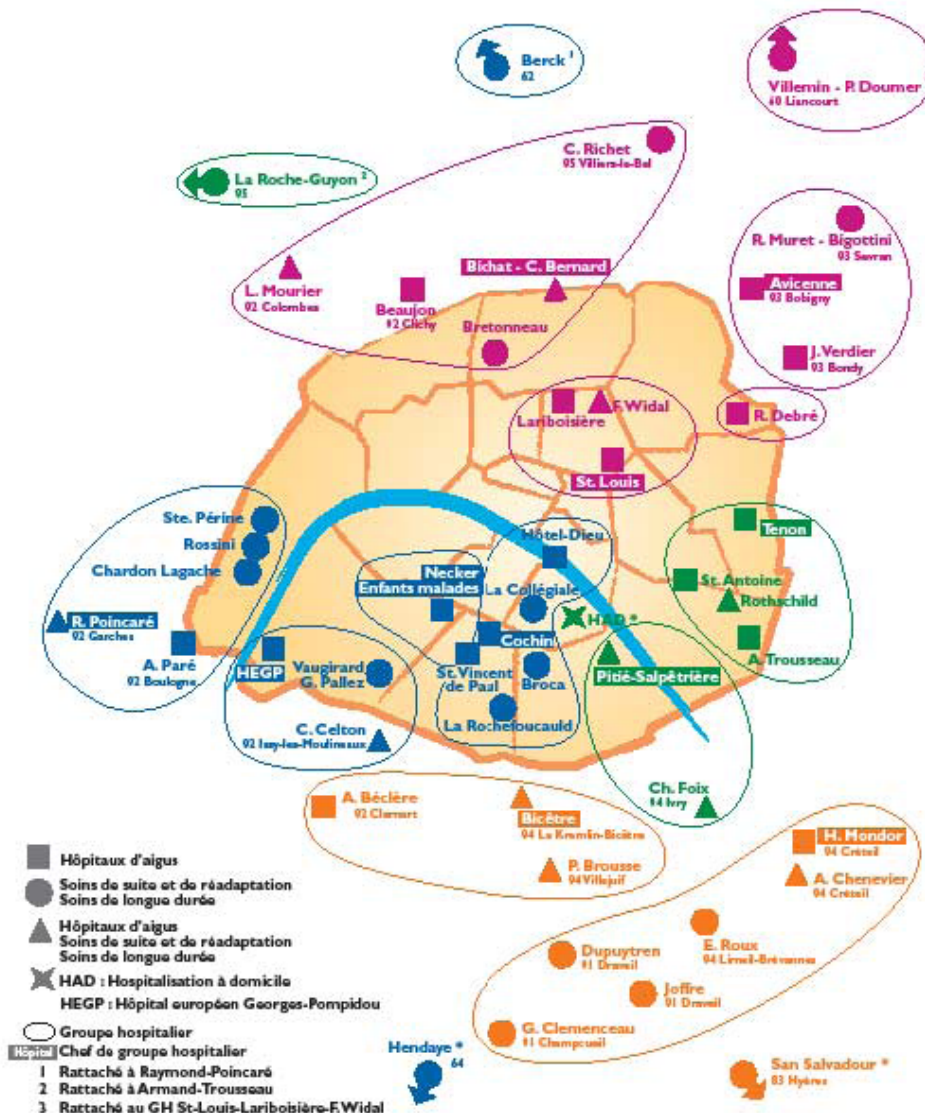 Berck 1
62
Villemin - P. Doumer
60 Liancourt
C. Richet
95 Villiers-le-Bel
La Roche-Guyon 2
95
R. Muret - Bigottini
93 Sevran
L. Mourier
92 Colombes
Bichat - C. Bernard
Avicenne
93 Bobigny
Beaujon
92 Clichy
Bretonneau
J. Verdier
93 Bondy
Lariboisière
F. Widal
R. Debré
St. Louis
Ste. Périne
Rossini
Chardon Lagache
Hôtel-Dieu
Tenon
Necker
Enfants malades
La Collégiale
St. Antoine
Rothschild
HAD *
R. Poincaré
92 Garches
Cochin
A. Paré
92 Boulogne
HEGP
Vaugirard
G. Pallez
St. Vincent
de Paul
Broca
Pitié-Salpêtrière
A. Trousseau
La Rochefoucauld
C. Celton
92 Issy-les-Moulineaux
Ch. Foix
94 Ivry
A. Béclère
92 Clamart
Bicêtre
94 Le Kremlin-Bicêtre
P. Brousse
94 Villejuif
H. Mondor
94 Créteil
A. Chenevier
94 Créteil
E. Roux
94 Limeil-Brévannes
Dupuytren
91 Draveil
Joffre
91 Draveil
G. Clemenceau
91 Champcueil
Hendaye *
64
San Salvadour *
83 Hyères
Hôpitaux d'aigus
Soins de suite et de réadaptation
Soins de longue durée
Hôpitaux d'aigus
Soins de suite et de réadaptation
Soins de longue durée
HAD : Hospitalisation à domicile
HEGP : Hôpital européen Georges-Pompidou
Groupe hospitalier
Hôpital Chef de groupe hospitalier
1 Rattaché à Raymond-Poincaré
2 Rattaché à Armand-Trousseau
3 Rattaché au GH St-Louis-Lariboisière-F. Widal